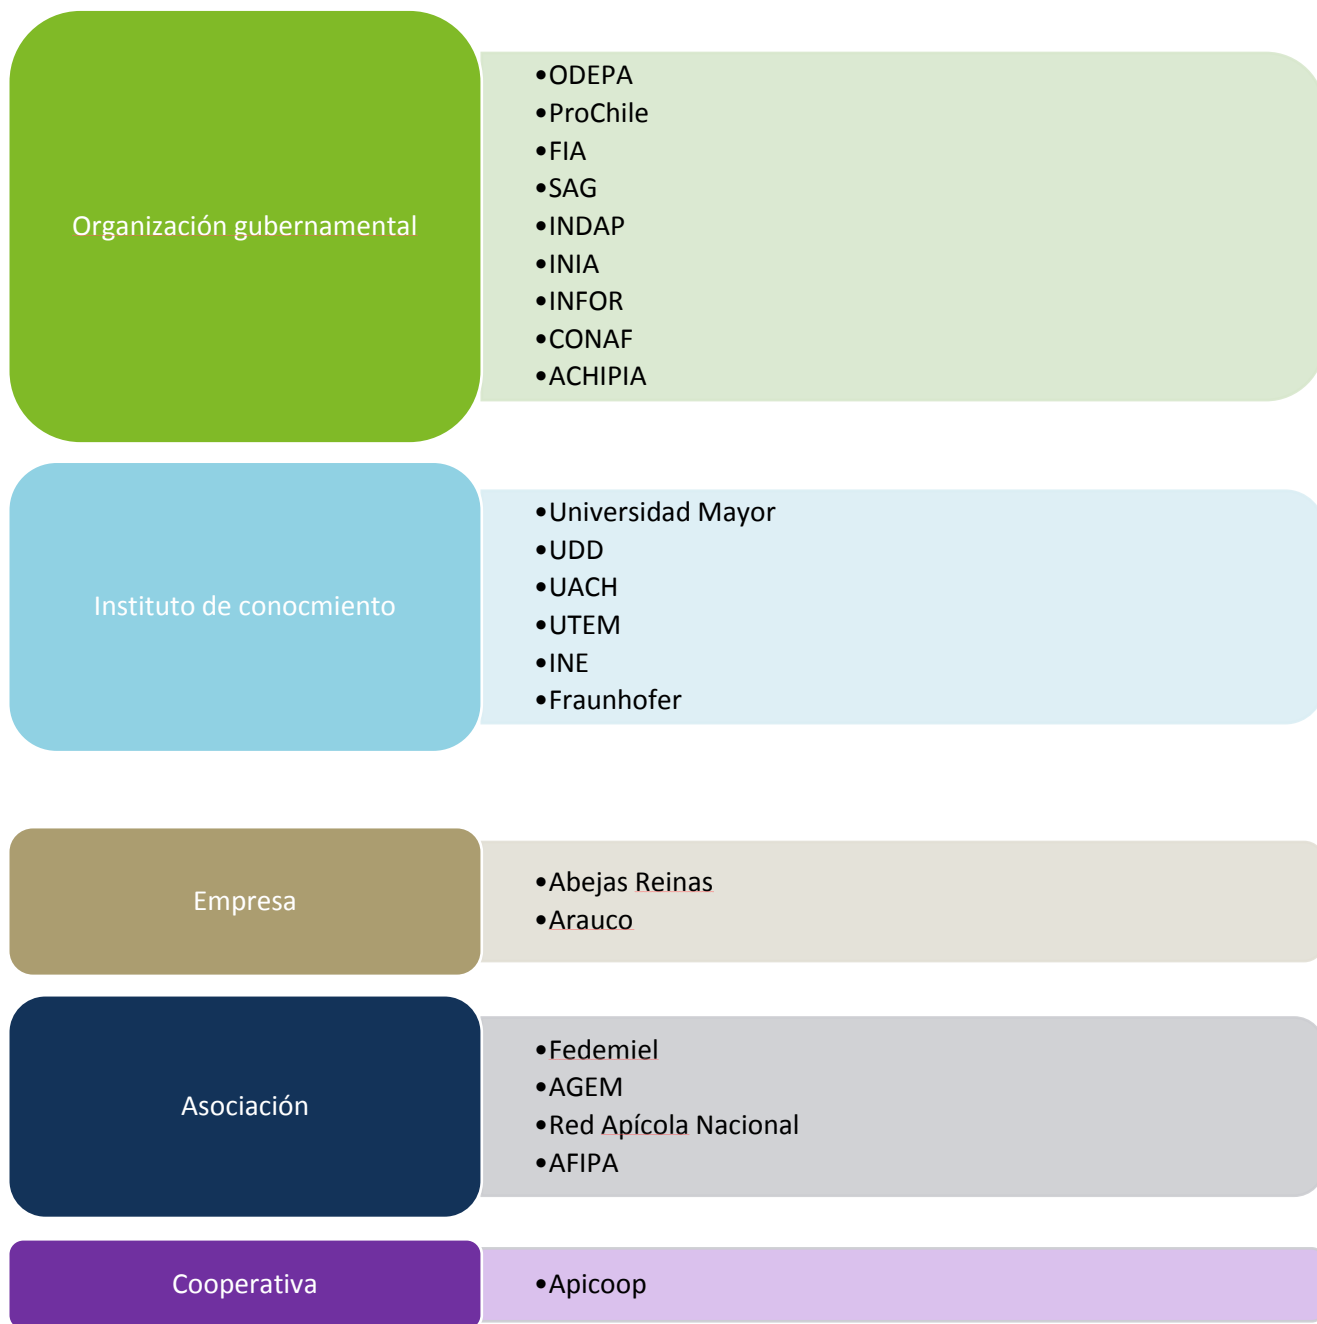 Organización gubernamental
•ODEPA
•ProChile
•FIA
•SAG
•INDAP
•INIA
•INFOR
•CONAF
•ACHIPIA
Instituto de conocmiento
•Universidad Mayor
•UDD
•UACH
•UTEM
•INE
•Fraunhofer
Empresa
•Abejas Reinas
•Arauco
Asociación
•Fedemiel
•AGEM
•Red Apícola Nacional
•AFIPA
Cooperativa
•Apicoop